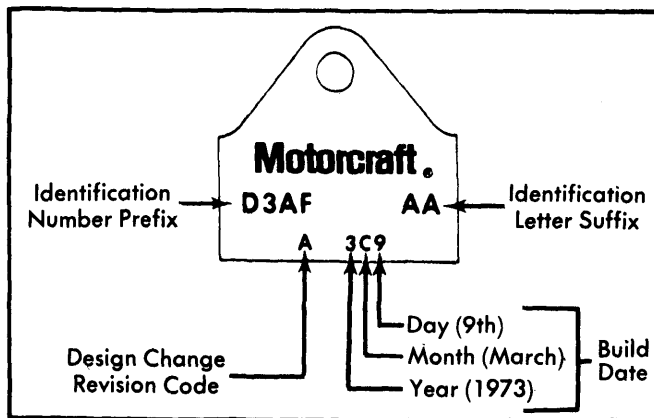 Motorcraft®
Identification
Number Prefix
D3AF
AA
Identification
Letter Suffix
A
3C9
Design Change
Revision Code
Day (9th)
Month (March)
Year (1973)
Build
Date